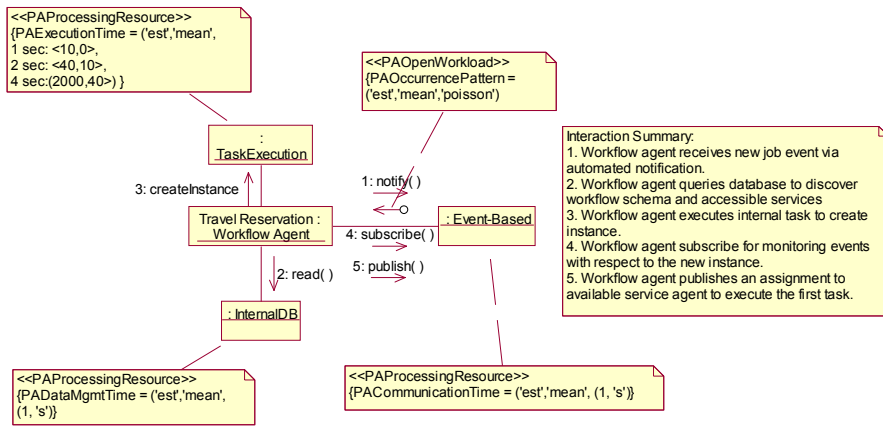 <<PAProcessingResource>>
{PAExecutionTime = ('est','mean',
1 sec: <10,0>,
2 sec: <40,10>,
4 sec:(2000,40>) }
<<PAOpenWorkload>>
{PAOccurrencePattern =
('est','mean','poisson')
:
TaskExecution
3: createInstance
1: notify( )
Travel Reservation :
Workflow Agent
: Event-Based
4: subscribe( )
5: publish( )
2: read( )
: InternalDB
Interaction Summary:
1. Workflow agent receives new job event via
automated notification.
2. Workflow agent queries database to discover
workflow schema and accessible services
3. Workflow agent executes internal task to create
instance.
4. Workflow agent subscribe for monitoring events
with respect to the new instance.
5. Workflow agent publishes an assignment to
available service agent to execute the first task.
<<PAProcessingResource>>
{PADataMgmtTime = ('est','mean',
(1, 's')}
<<PAProcessingResource>>
{PACommunicationTime = ('est','mean', (1, 's')}